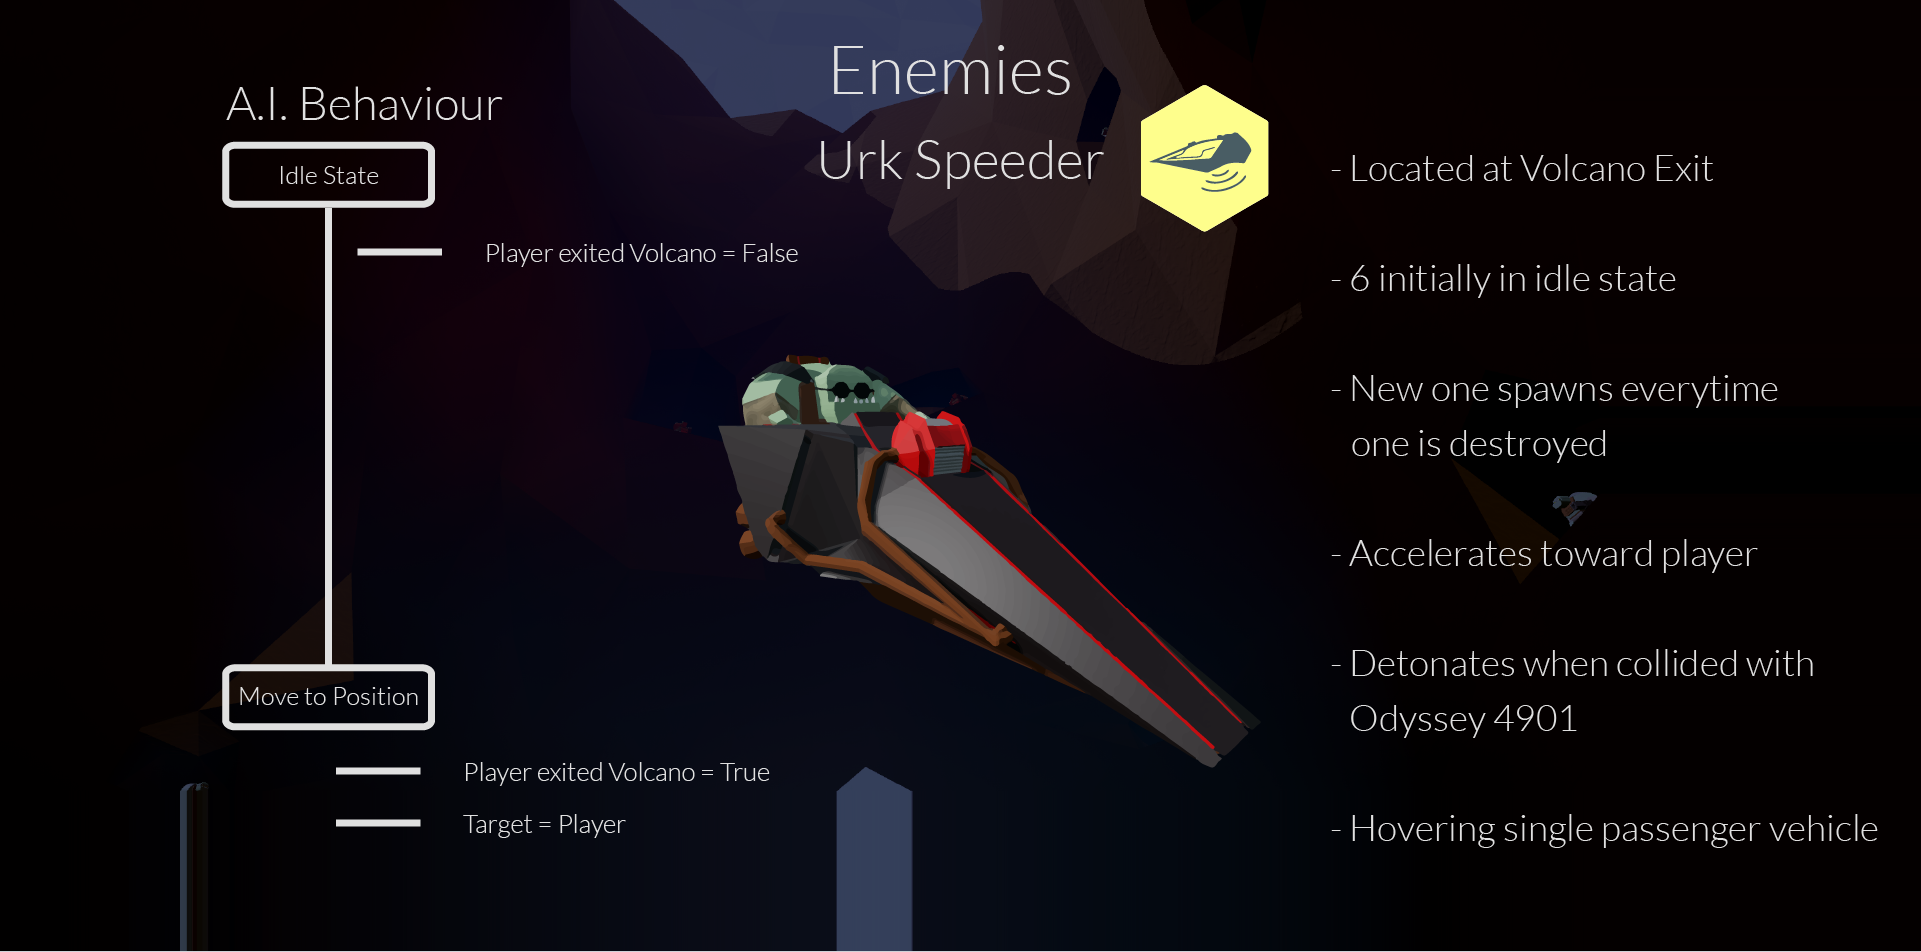 Enemies
Urk Speeder
A.I. Behaviour
Idle State
Player exited Volcano = False
Move to Position
Player exited Volcano = True
Target = Player
- Located at Volcano Exit
- 6 initially in idle state
- New one spawns everytime
one is destroyed
- Accelerates toward player
- Detonates when collided with
Odyssey 4901
- Hovering single passenger vehicle